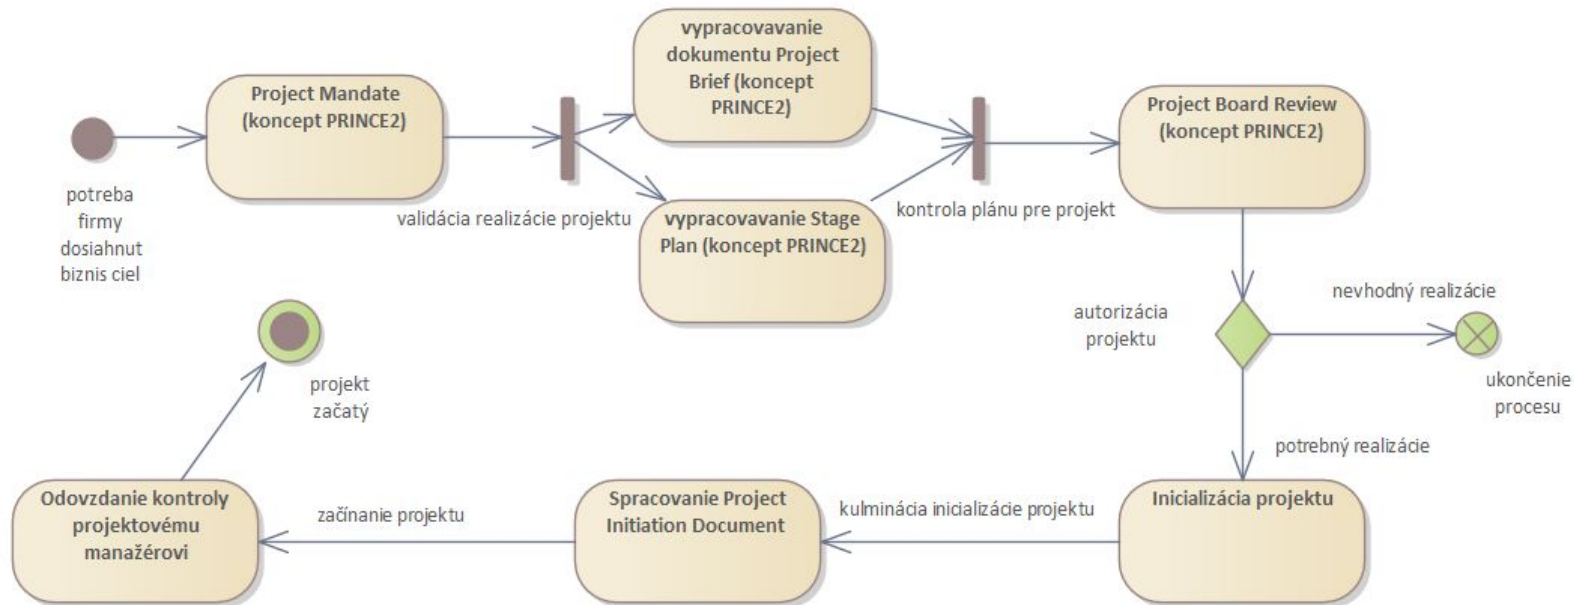 potreba
firmy
dosiahnut
biznis ciel
Project Mandate
(koncept PRINCE2)
validácia realizácie projektu
vypracovavanie
dokumentu Project
Brief (koncept
PRINCE2)
vypracovavanie Stage
Plan (koncept PRINCE2)
kontrola plánu pre projekt
Project Board Review
(koncept PRINCE2)
autorizácia
projektu
nevhodný realizácie
ukončenie
procesu
potrebný realizácie
Inicializácia projektu
kulminácia inicializácie projektu
Spracovanie Project
Initiation Document
začínanie projektu
Odovzdanie kontroly
projektovému
manažérovi
projekt
začatý